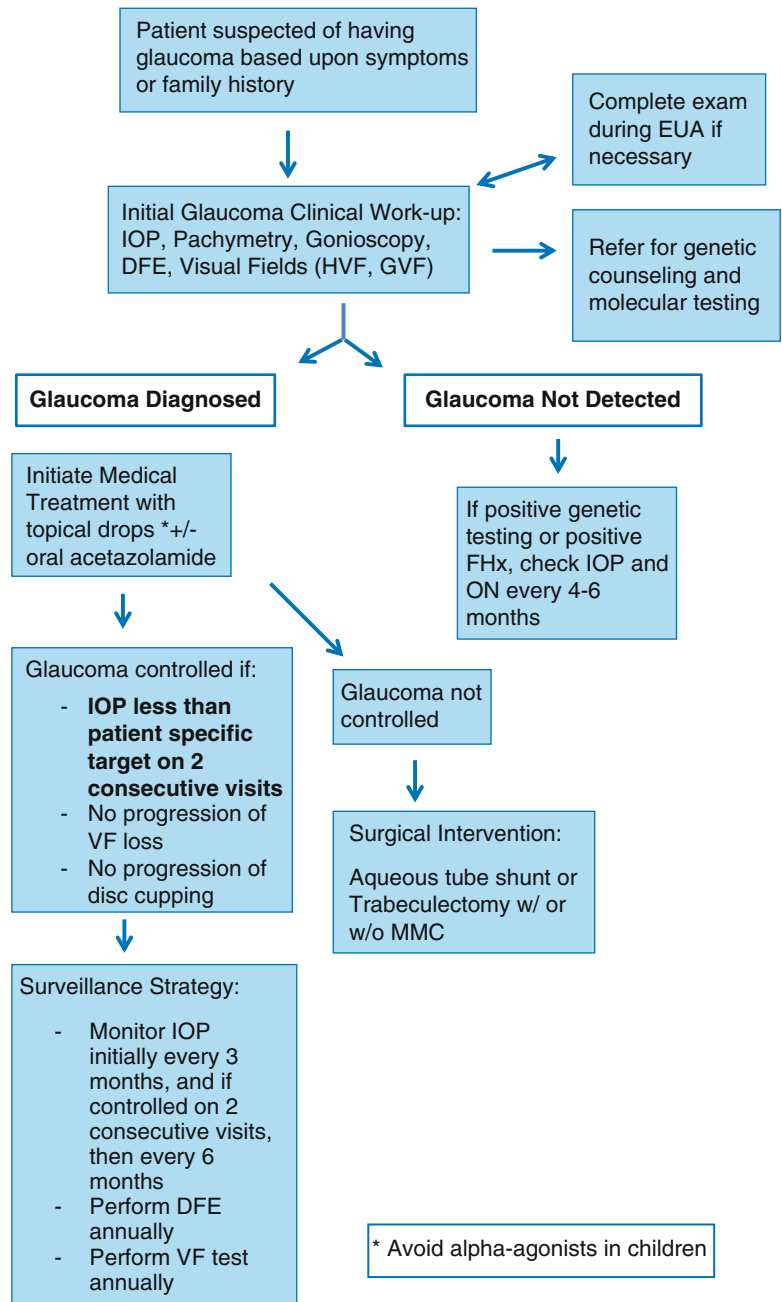 Patient suspected of having
glaucoma based upon symptoms
or family history
Complete exam
during EUA if
necessary
Initial Glaucoma Clinical Work-up:
IOP, Pachymetry, Gonioscopy,
DFE, Visual Fields (HVF, GVF)
Refer for genetic
counseling and
molecular testing
Glaucoma Diagnosed
Glaucoma Not Detected
Initiate Medical
Treatment with
topical drops *+/-
oral acetazolamide
If positive genetic
testing or positive
FHx, check IOP and
ON every 4-6
months
Glaucoma controlled if:
- IOP less than
patient specific
target on 2
consecutive visits
- No progression of
VF loss
- No progression of
disc cupping
Glaucoma not
controlled
Surgical Intervention:
Aqueous tube shunt or
Trabeculectomy w/ or
w/o MMC
Surveillance Strategy:
- Monitor IOP
initially every 3
months, and if
controlled on 2
consecutive visits,
then every 6
months
- Perform DFE
annually
- Perform VF test
annually
* Avoid alpha-agonists in children